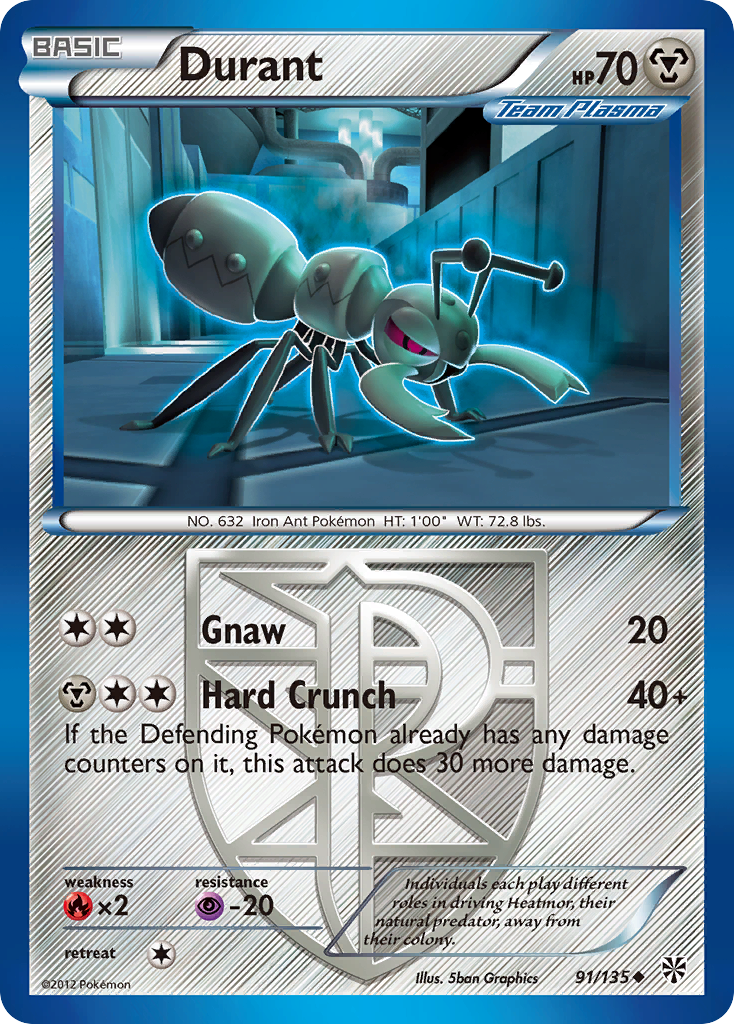 BASIC
Durant
HP 70
Team Plasma
NO. 632 Iron Ant Pokémon HT: 1'00" WT: 72.8 lbs.
Gnaw 20
Hard Crunch 40+
If the Defending Pokémon already has any damage
counters on it, this attack does 30 more damage.
weakness
×2
resistance
-20
retreat
Individuals each play different
roles in driving Heatmor, their
natural predator, away from
their colony.
©2012 Pokémon
Illus. 5ban Graphics
91/135